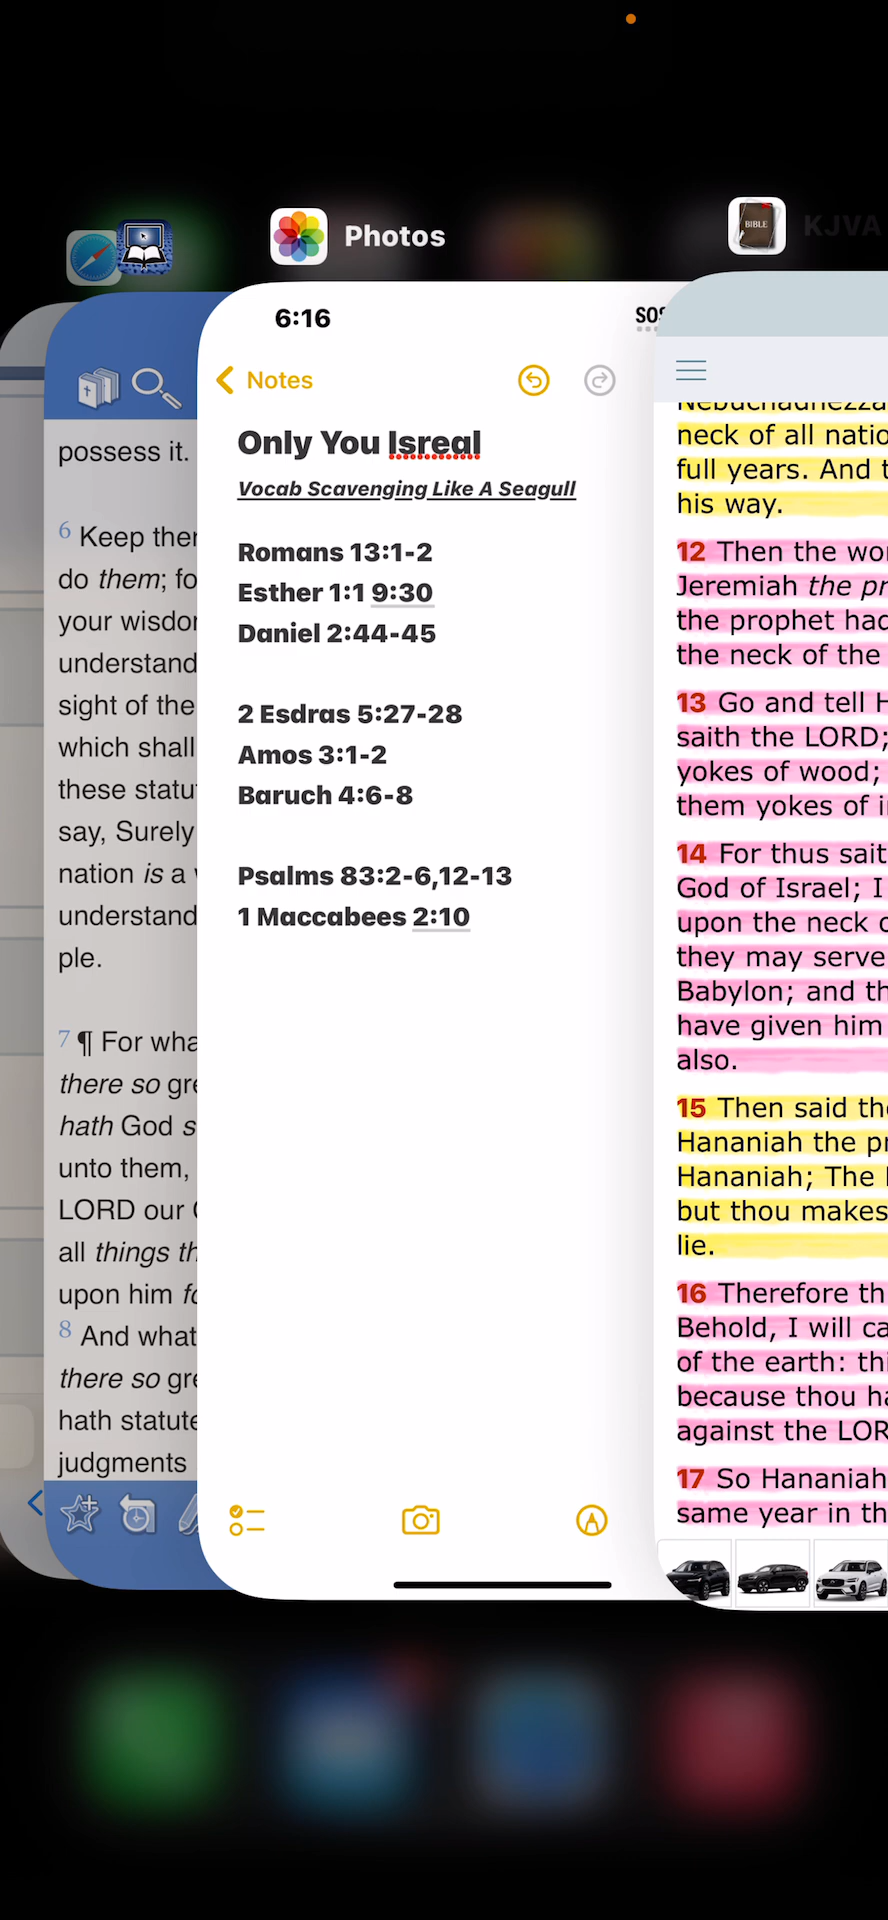 Photos
KJVA
6:16
SOS
Notes
Only You Isreal
Vocab Scavenging Like A Seagull
Romans 13:1-2
Esther 1:1 9:30
Daniel 2:44-45
2 Esdras 5:27-28
Amos 3:1-2
Baruch 4:6-8
Psalms 83:2-6,12-13
1 Maccabees 2:10
possess it.
6 Keep ther
do them; fo
your wisdo
understand
sight of the
which shall
these statu
say, Surely
nation is a
understand
ple.
7 ¶ For wha
there so gre
hath God s
unto them,
LORD our
all things th
upon him fo
8 And what
there so gre
hath statute
judgments
BIBLE
Nebuchadnezza
neck of all natio
full years. And t
his way.
12 Then the wo
Jeremiah the pr
the prophet had
the neck of the
13 Go and tell H
saith the LORD;
yokes of wood;
them yokes of i
14 For thus sait
God of Israel; I
upon the neck o
they may serve
Babylon; and th
have given him
also.
15 Then said the
Hananiah the pr
Hananiah; The
but thou makes
lie.
16 Therefore th
Behold, I will ca
of the earth: thi
because thou ha
against the LOR
17 So Hananiah
same year in th